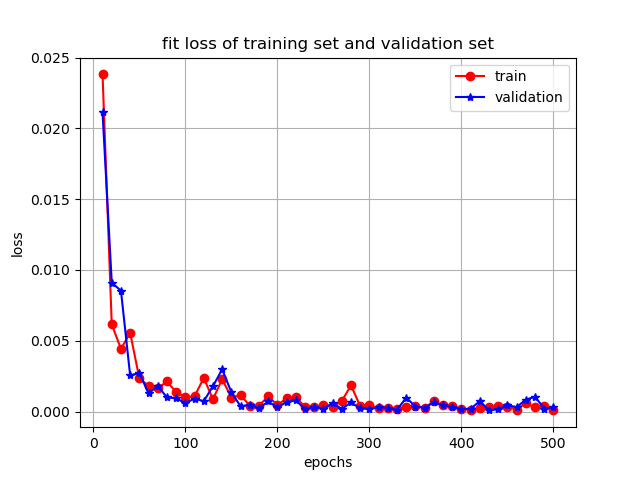 fit loss of training set and validation set
train
validation
0.025
0.020
0.015
0.010
0.005
0.000
loss
0
100
200
300
400
500
epochs